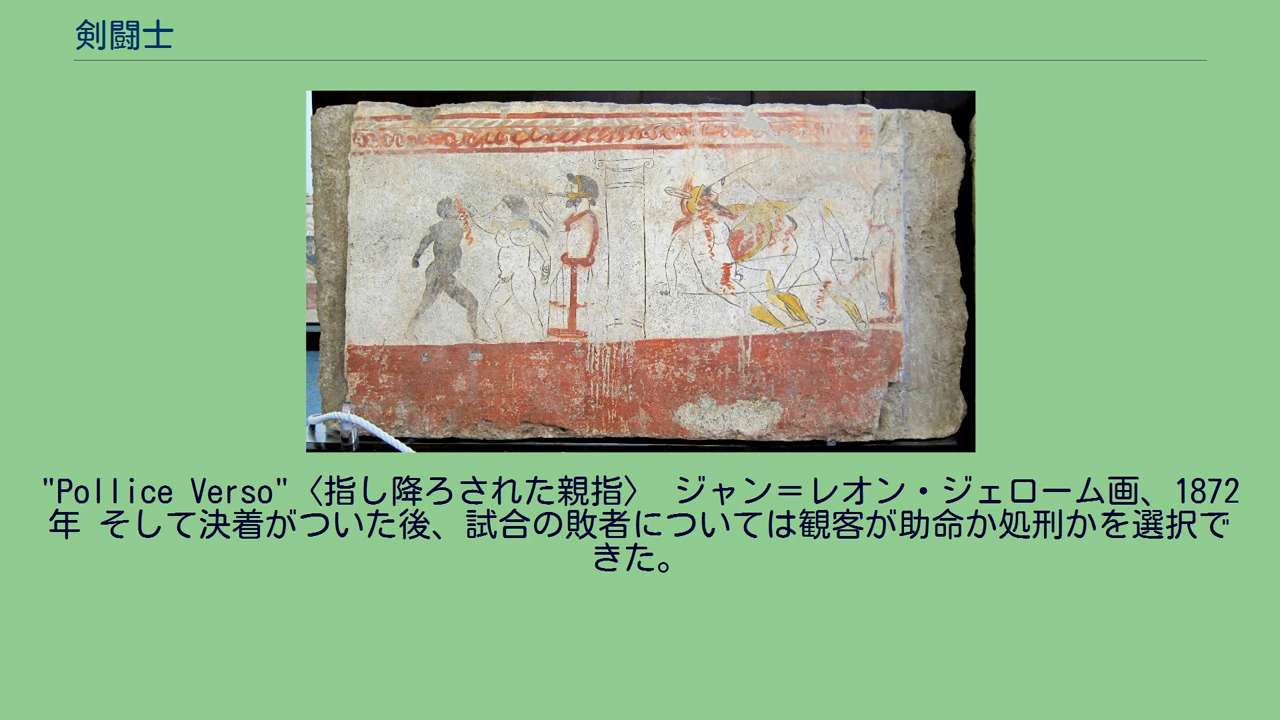 剣闘士
"Pollice Verso"〈指し降ろされた親指〉 ジャン＝レオン・ジェローム画、1872
年 そして決着がついた後、試合の敗者については観客が助命か処刑かを選択で
きた。